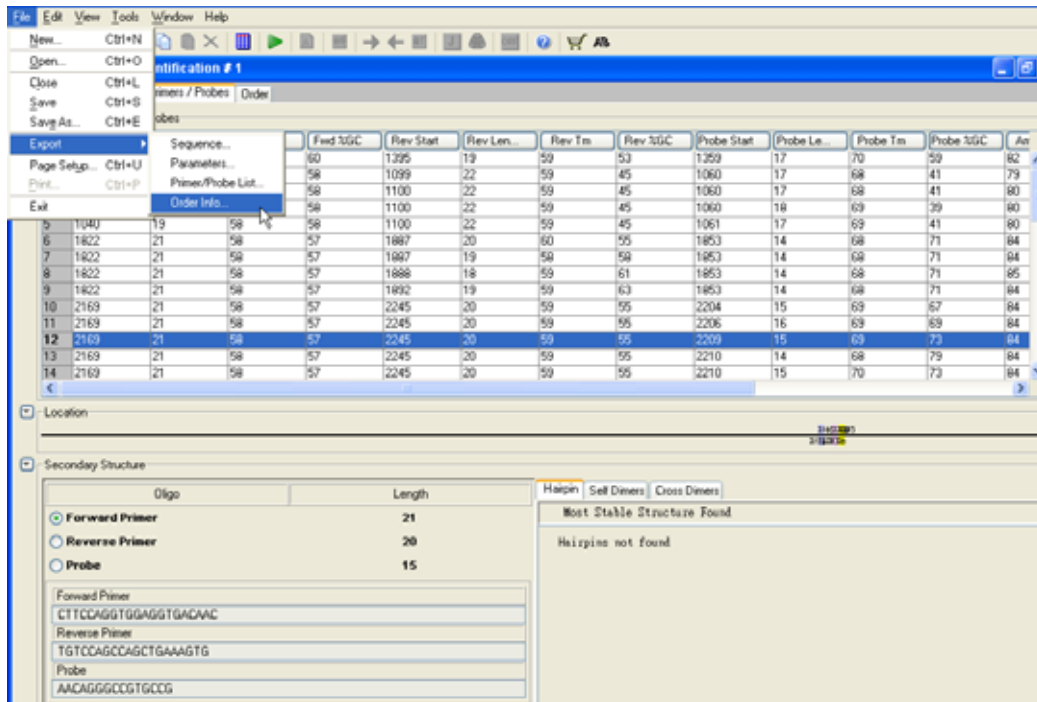 File Edit View Tools Window Help
New... Ctrl+N
Open... Ctrl+O
Close Ctrl+L
Save Ctrl+S
Save As... Ctrl+E
Export
Page Setup... Ctrl+U
Print... Ctrl+P
Exit
Sequence...
Parameters...
Primer/Probe List...
Order Info...
ntification # 1
rimers / Probes Order
obes
Fwd %GC Rev Start Rev Len... Rev Tm Rev %GC Probe Start Probe Le... Probe Tm Probe %GC Am
60 1395 19 59 53 1359 17 70 59 82
58 1099 22 59 45 1060 17 68 41 79
58 1100 22 59 45 1060 17 68 41 80
58 1100 22 59 45 1060 18 69 39 80
5 1040 19 58 58 1100 22 59 45 1061 17 69 41 80
6 1822 21 58 57 1887 20 60 55 1853 14 68 71 84
7 1822 21 58 57 1887 19 58 58 1853 14 68 71 84
8 1822 21 58 57 1888 18 59 61 1853 14 68 71 85
9 1822 21 58 57 1892 19 59 63 1853 14 68 71 84
10 2169 21 58 57 2245 20 59 55 2204 15 69 67 84
11 2169 21 58 57 2245 20 59 55 2206 16 69 69 84
12 2169 21 58 57 2245 20 59 55 2209 15 69 73 84
13 2169 21 58 57 2245 20 59 55 2210 14 68 79 84
14 2169 21 58 57 2245 20 59 55 2210 15 70 73 84
Location
Secondary Structure
Oligo Length
Forward Primer 21
Reverse Primer 20
Probe 15
Forward Primer
CTTCCAGGTGGAGGTGACAAC
Reverse Primer
TGTCCAGCCAGCTGAAAGTG
Probe
AACAGGGCCGTGCCG
Hairpin Self Dimers Cross Dimers
Most Stable Structure Found
Hairpins not found